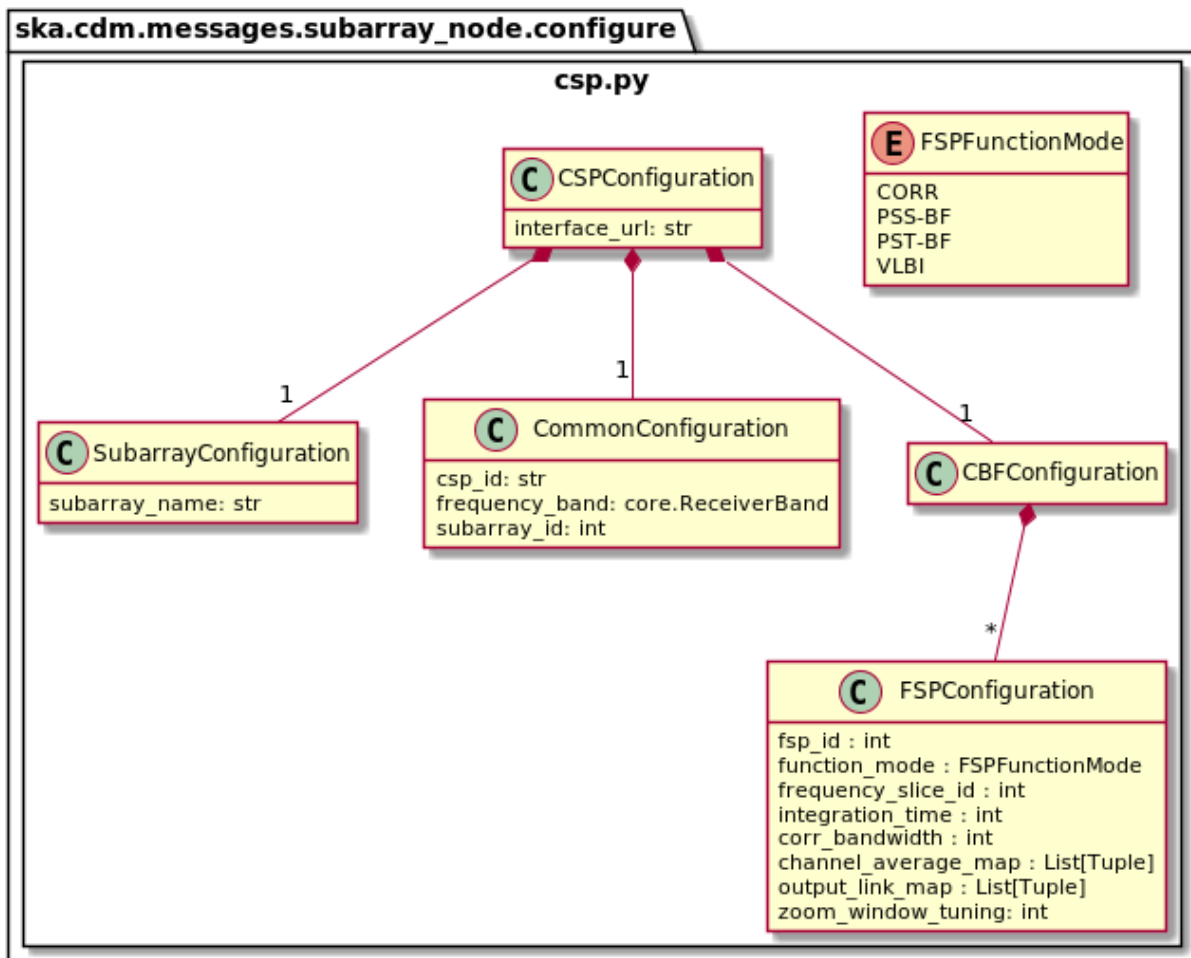 ska.cdm.messages.subarray_node.configure
csp.py
E FSPFunctionMode
CORR
PSS-BF
PST-BF
VLBI
C CSPConfiguration
interface_url: str
1
1
1
C SubarrayConfiguration
subarray_name: str
C CommonConfiguration
csp_id: str
frequency_band: core.ReceiverBand
subarray_id: int
C CBFConfiguration
*
C FSPConfiguration
fsp_id : int
function_mode : FSPFunctionMode
frequency_slice_id : int
integration_time : int
corr_bandwidth : int
channel_average_map : List[Tuple]
output_link_map : List[Tuple]
zoom_window_tuning: int